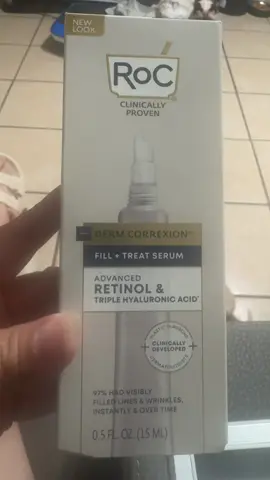 NEW
LOOK
RoC
CLINICALLY
PROVEN
DERM CORREXION
FILL + TREAT SERUM
ADVANCED
RETINOL &
TRIPLE HYALURONIC ACID*
CLINICALLY
DEVELOPED
97% HAD VISIBLY
FILLED LINES & WRINKLES,
INSTANTLY & OVER TIME
0.5 FL. OZ. (15 ML)